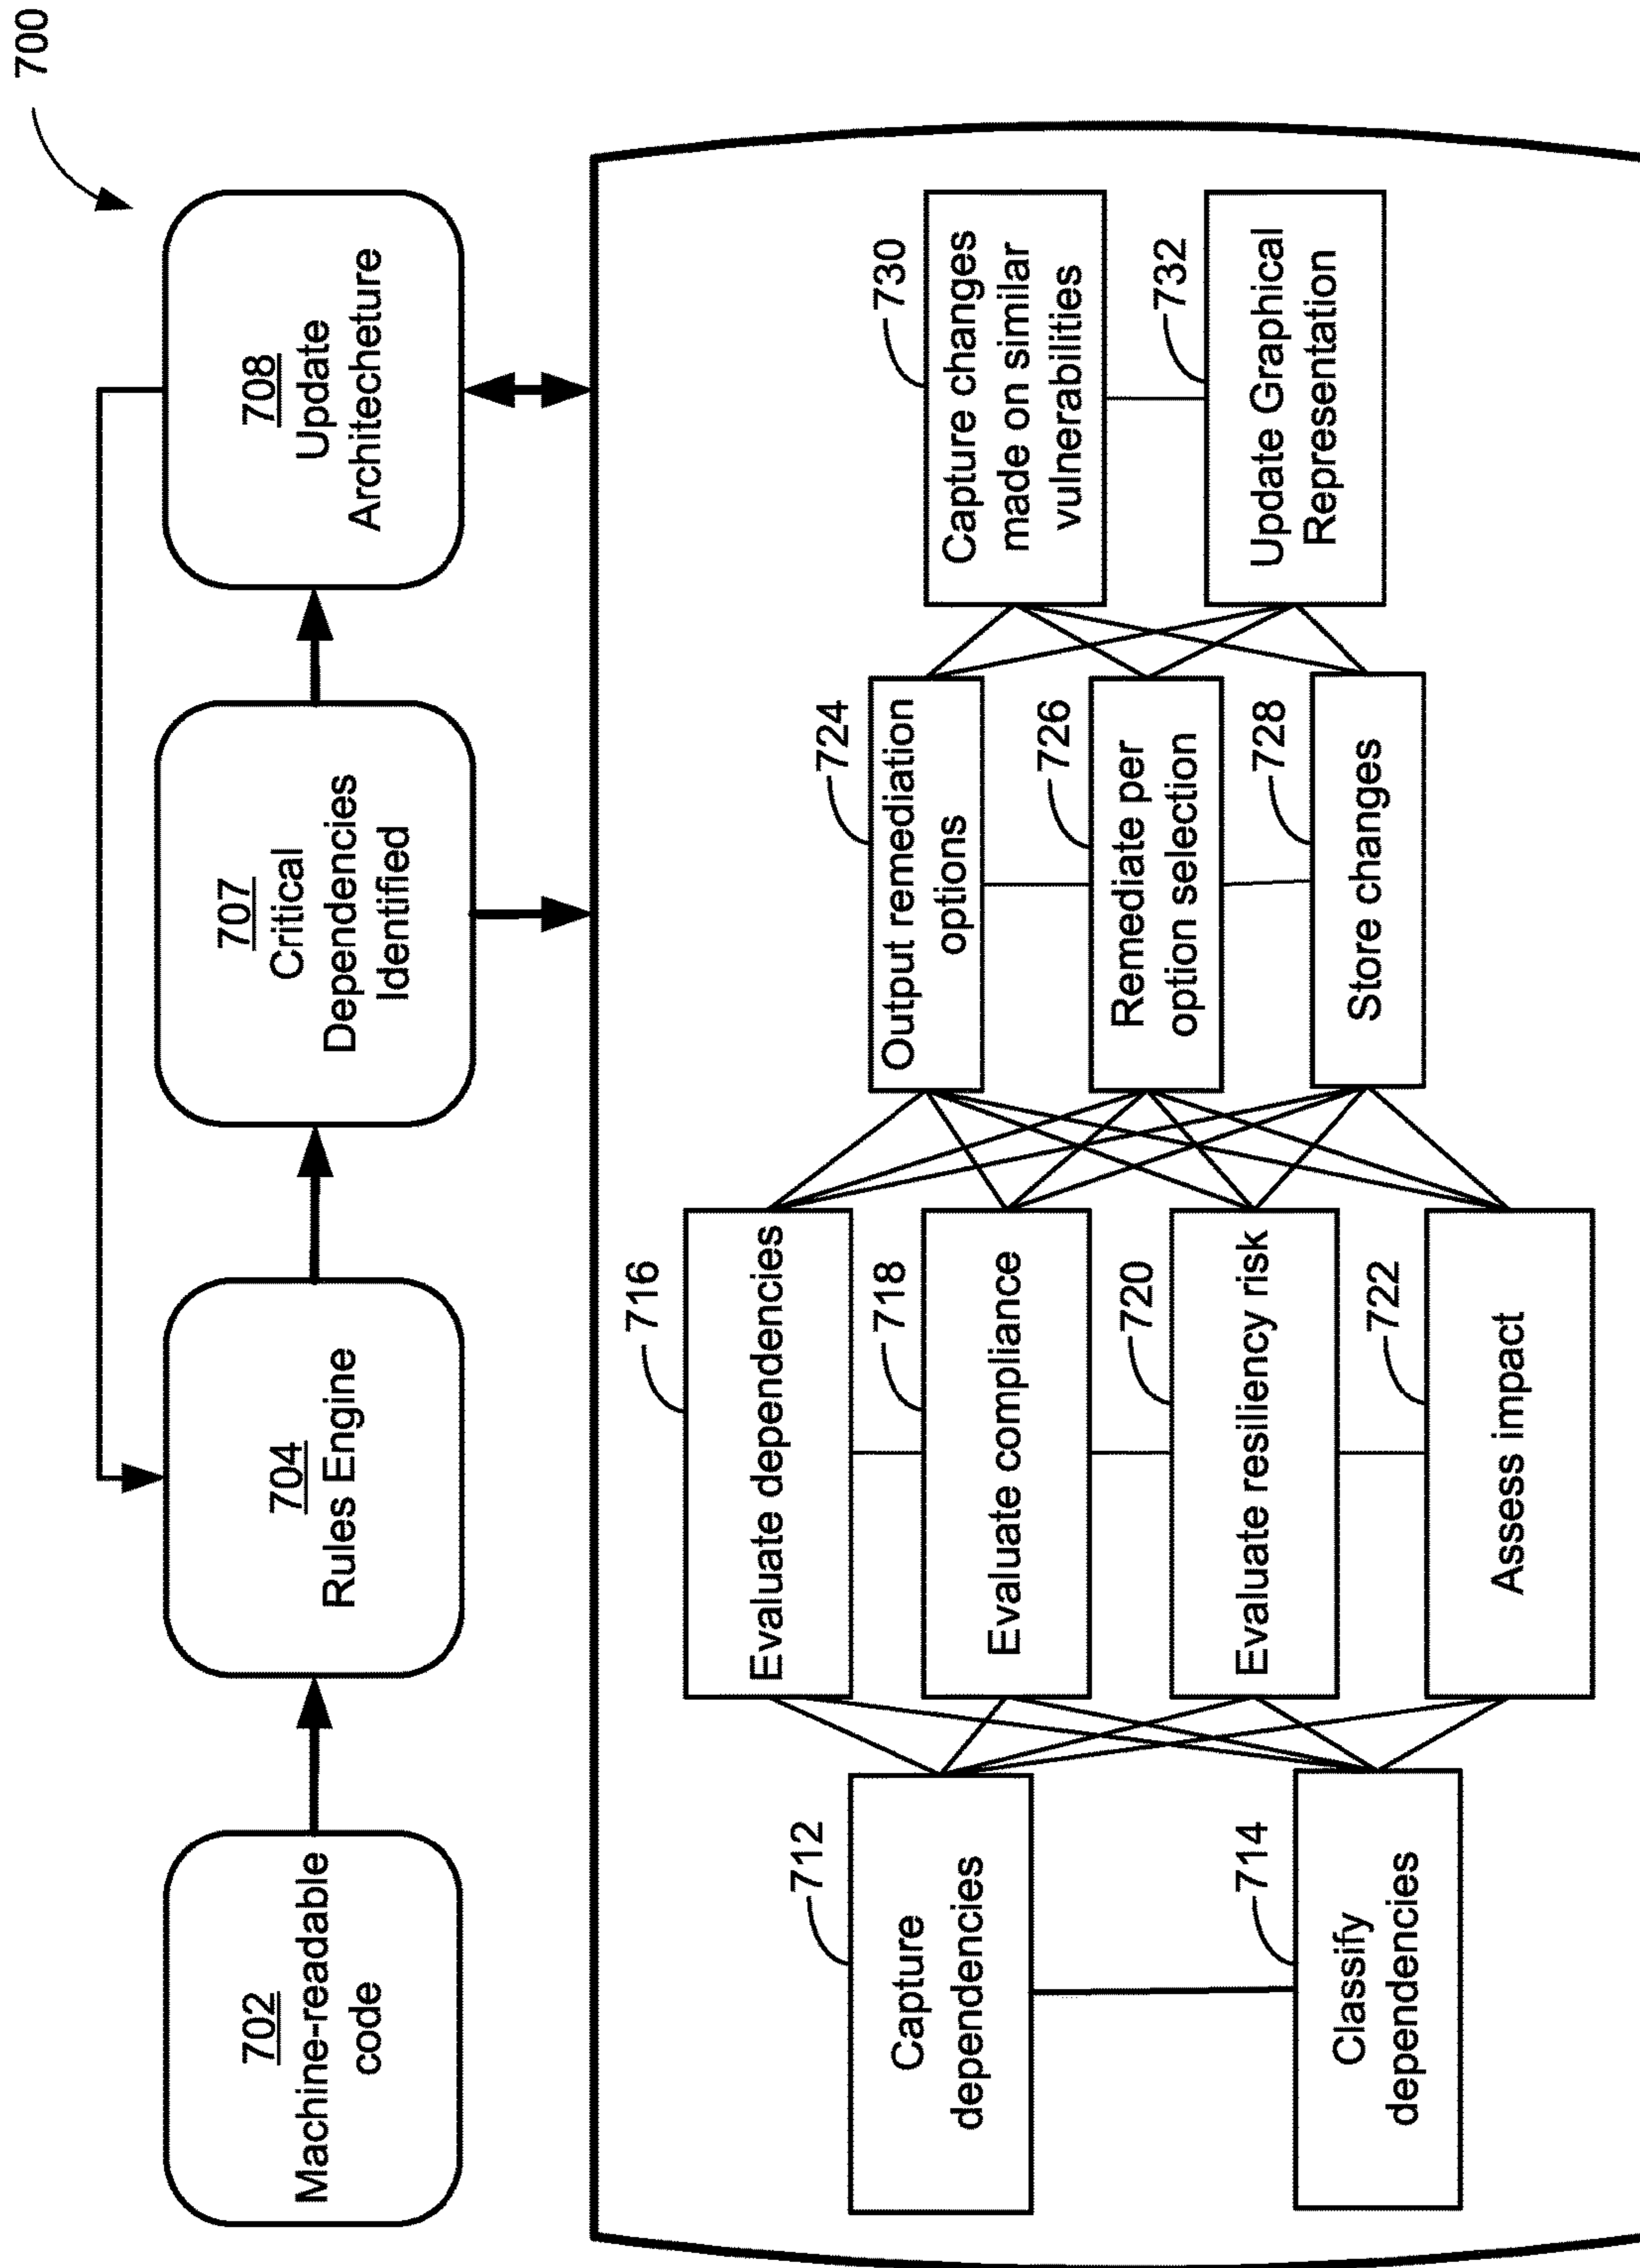 700
702
Machine-readable
code
704
Rules Engine
707
Critical
Dependencies
Identified
708
Update
Architecheture
712
Capture
dependencies
714
Classify
dependencies
716
Evaluate dependencies
718
Evaluate compliance
720
Evaluate resiliency risk
722
Assess impact
724
Output remediation
options
726
Remediate per
option selection
728
Store changes
730
Capture changes
made on similar
vulnerabilities
732
Update Graphical
Representation